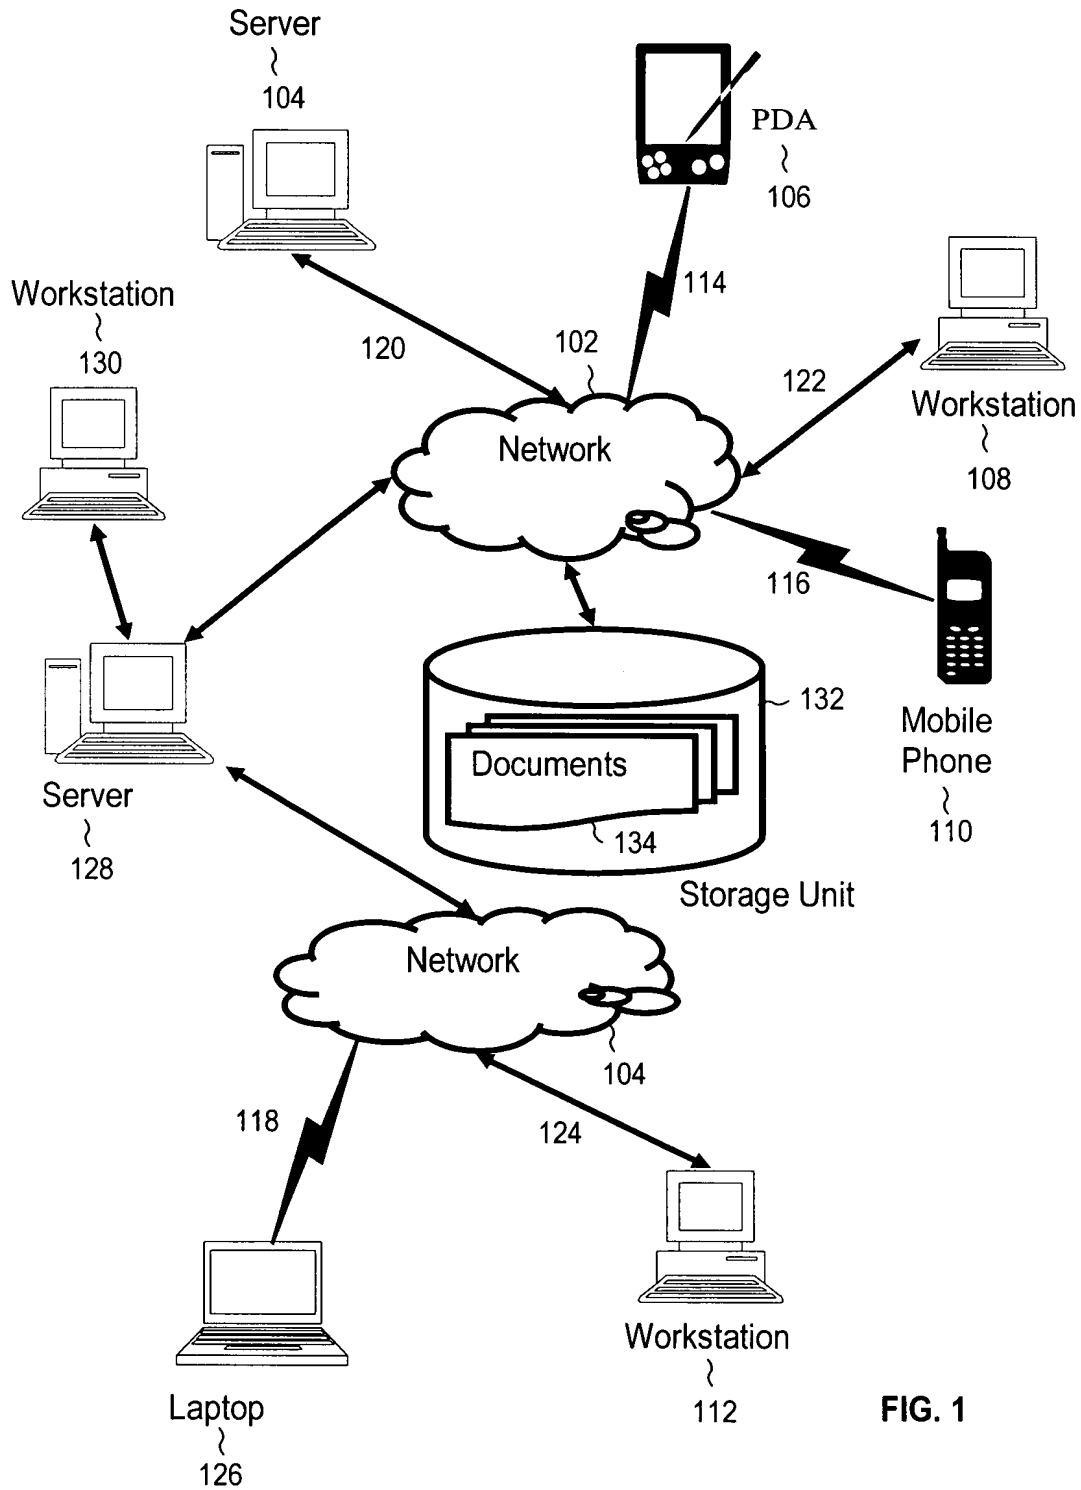 Server
104
PDA
106
114
Workstation
130
120
102
122
Workstation
108
Network
116
Mobile
Phone
110
132
Documents
134
Server
128
Storage Unit
Network
104
118
124
Workstation
112
Laptop
126
FIG. 1